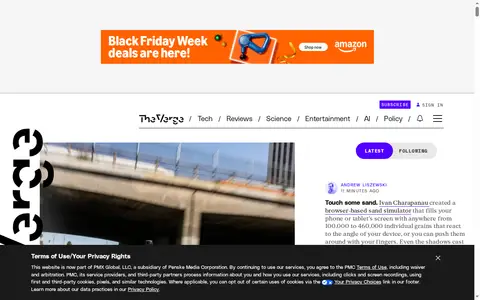 Black Friday Week
deals are here!
Shop now
amazon
SUBSCRIBE
SIGN IN
TheVerge / Tech / Reviews / Science / Entertainment / AI / Policy /
Verge
LATEST
FOLLOWING
ANDREW LISZEWSKI
11 MINUTES AGO
Touch some sand. Ivan Charapanau created a
browser-based sand simulator that fills your
phone or tablet's screen with anywhere from
100,000 to 460,000 individual grains that react
to the angle of your device, or you can push them
around with your fingers. Even the shadows cast
Terms of Use/Your Privacy Rights
This website is now part of PMX Global, LLC, a subsidiary of Penske Media Corporation. By continuing to use our services, you agree to the PMC Terms of Use, including waiver
and arbitration. PMC, its service providers, and third-party partners process information about you and how you use our services, including clicks and screen recordings, using
first and third-party cookies, pixels, and similar technologies. Where applicable, you can opt out of certain uses of cookies via the Your Privacy Choices link in our footer.
Learn more about our data practices in our Privacy Policy.